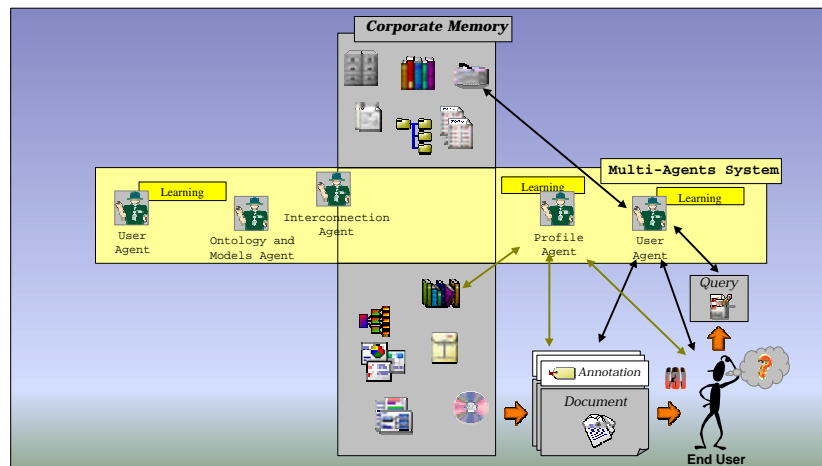 Corporate Memory
Multi-Agents System
Learning
Learning
Learning
User
Agent
Ontology and
Models Agent
Interconnection
Agent
Profile
Agent
User
Agent
Query
Annotation
Document
End User